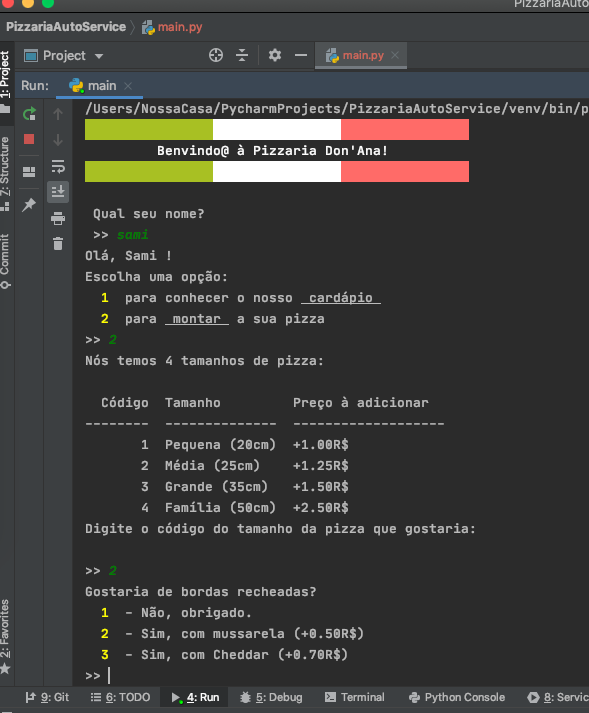 PizzariaAuto
PizzariaAutoService main.py
1: Project
Project
main.py
Run: main
/Users/NossaCasa/PycharmProjects/PizzariaAutoService/venv/bin/p
Benvindo@ à Pizzaria Don'Ana!
Qual seu nome?
>> sami
Olá, Sami !
Escolha uma opção:
1 para conhecer o nosso _cardápio_
2 para _montar_ a sua pizza
>> 2
Nós temos 4 tamanhos de pizza:
Código Tamanho Preço à adicionar
-------- -------------- -------------------
1 Pequena (20cm) +1.00R$
2 Média (25cm) +1.25R$
3 Grande (35cm) +1.50R$
4 Família (50cm) +2.50R$
Digite o código do tamanho da pizza que gostaria:
>> 2
Gostaria de bordas recheadas?
1 - Não, obrigado.
2 - Sim, com mussarela (+0.50R$)
3 - Sim, com Cheddar (+0.70R$)
>>
7: Structure
Commit
2: Favorites
9: Git 6: TODO 4: Run 5: Debug Terminal Python Console 8: Servic